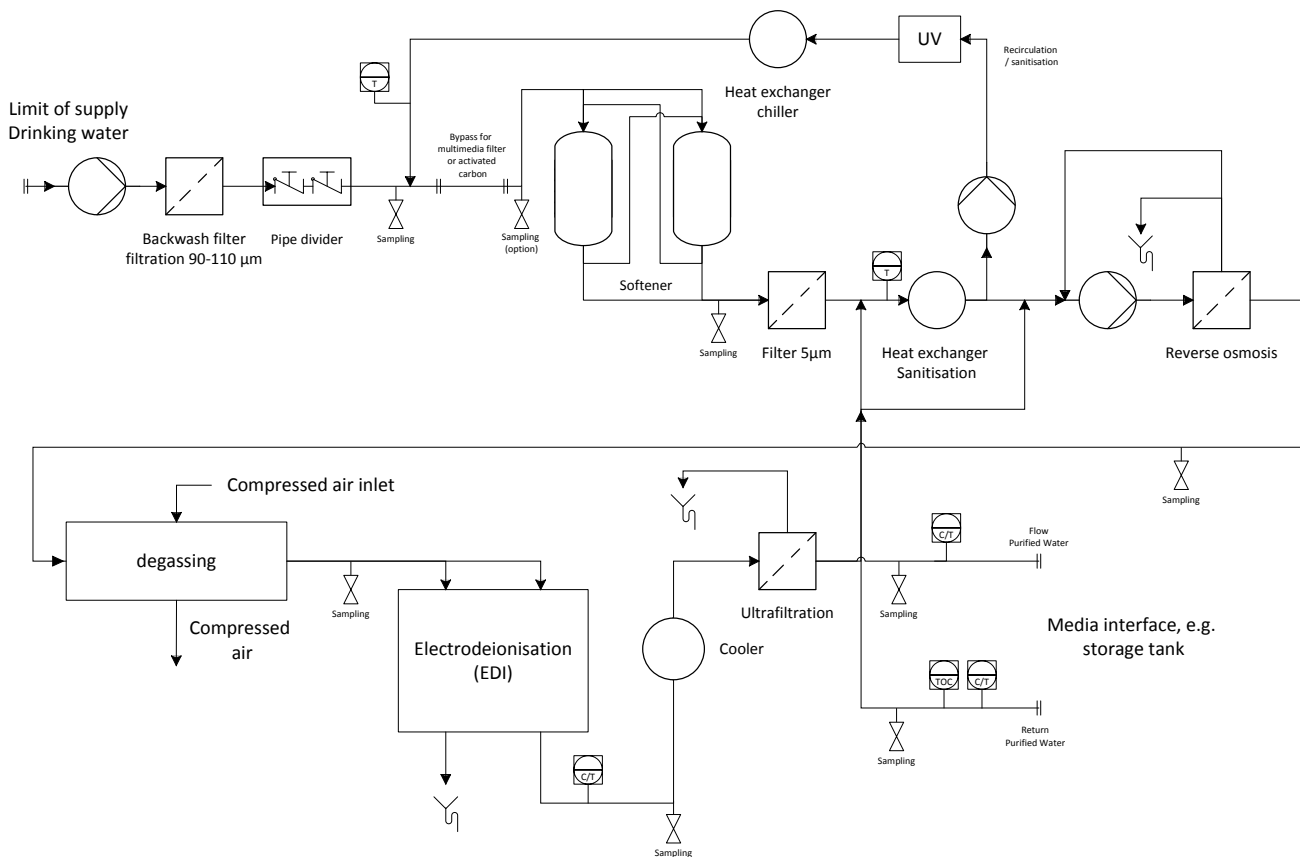 UV
Recirculation
/ sanitisation
Heat exchanger
chiller
T
Limit of supply
Drinking water
Bypass for
multimedia filter
or activated
carbon
Backwash filter
filtration 90-110 µm
Pipe divider
Sampling
Sampling
(option)
Softener
T
Sampling
Filter 5µm
Heat exchanger
Sanitisation
Reverse osmosis
Sampling
Compressed air inlet
degassing
Compressed
air
Sampling
Electrodeionisation
(EDI)
C/T
Sampling
Cooler
Ultrafiltration
C/T
Flow
Purified Water
Sampling
Media interface, e.g.
storage tank
TOC
C/T
Sampling
Return
Purified Water